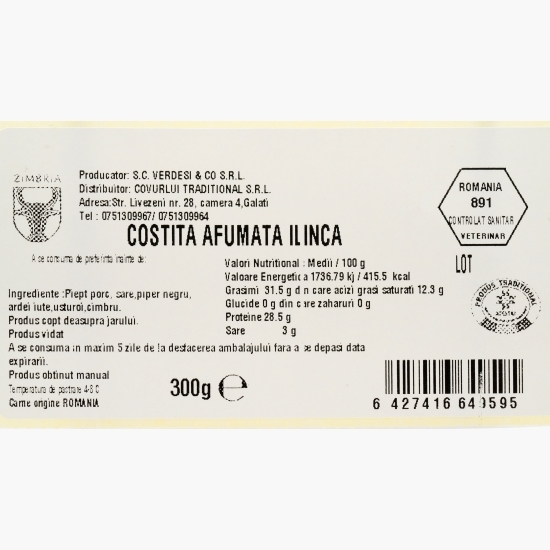 ZIMBRIA
Producator: S.C. VERDESI & CO S.R.L.
Distribuitor: COVURLUI TRADITIONAL S.R.L.
Adresa:Str. Livezeni nr. 28, camera 4,Galati
Tel : 0751309967/ 0751309964
ROMANIA
891
CONTROLAT SANITAR
VETERINAR
COSTITA AFUMATA ILINCA
A se consuma de preferinta inainte de:
Valori Nutritional : Medii / 100 g
Valoare Energetica 1736.79 kj / 415.5 kcal
Grasimi 31.5 g din care acizi grasi saturati 12.3 g
Glucide 0 g din care zaharuri 0 g
Proteine 28.5 g
Sare 3 g
LOT
PRODUS TRADITIONAL
Ingrediente :Piept porc, sare,piper negru,
ardei iute,usturoi,cimbru.
Produs copt deasupra jarului.
Produs vidat
A se consuma in maxim 5 zile de la desfacerea ambalajului fara a se depasi data
expirarii.
Produs obtinut manual
Temperatura de pastrare 4-8 C
Carne origine ROMANIA
300g e
6 427416 649595